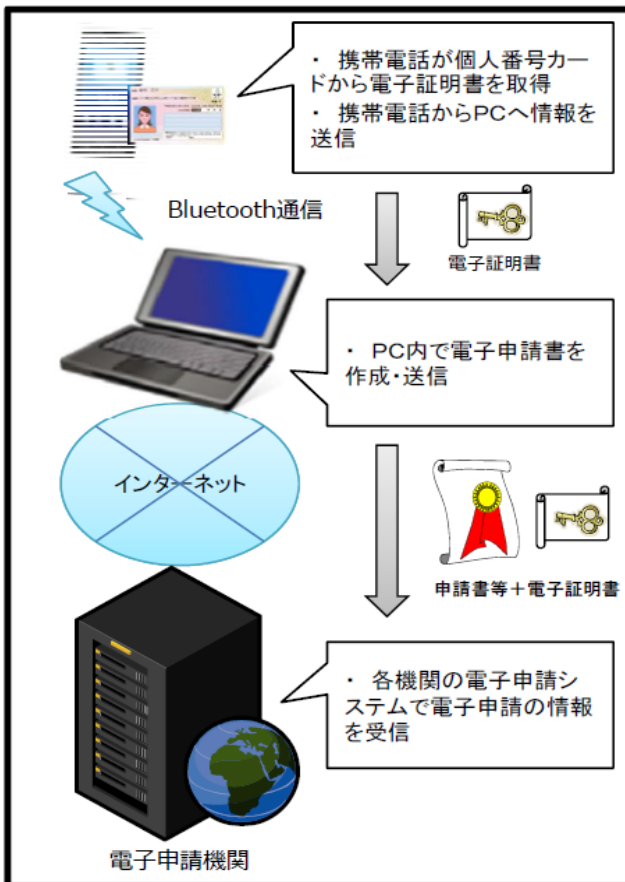 ・ 携帯電話が個人番号カー
ドから電子証明書を取得
・ 携帯電話からPCへ情報を
送信
Bluetooth通信
電子証明書
・ PC内で電子申請書を
作成・送信
インターネット
申請書等＋電子証明書
・ 各機関の電子申請シ
ステムで電子申請の情報
を受信
電子申請機関